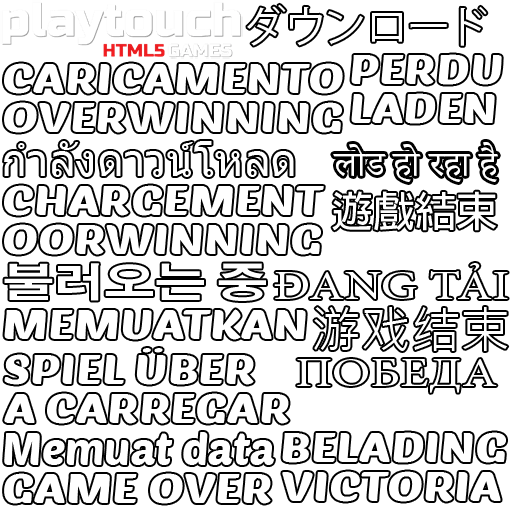 playtouch
HTML5 GAMES
ダウンロード
CARICAMENTO
PERDU
OVERWINNING
LADEN
กำลังดาวน์โหลด
लोड हो रहा है
CHARGEMENT
遊戲結束
OORWINNING
불러오는 중
ĐANG TẢI
MEMUATKAN
游戏结束
SPIEL ÜBER
ПОБЕДА
A CARREGAR
Memuat data
BELADING
GAME OVER
VICTORIA